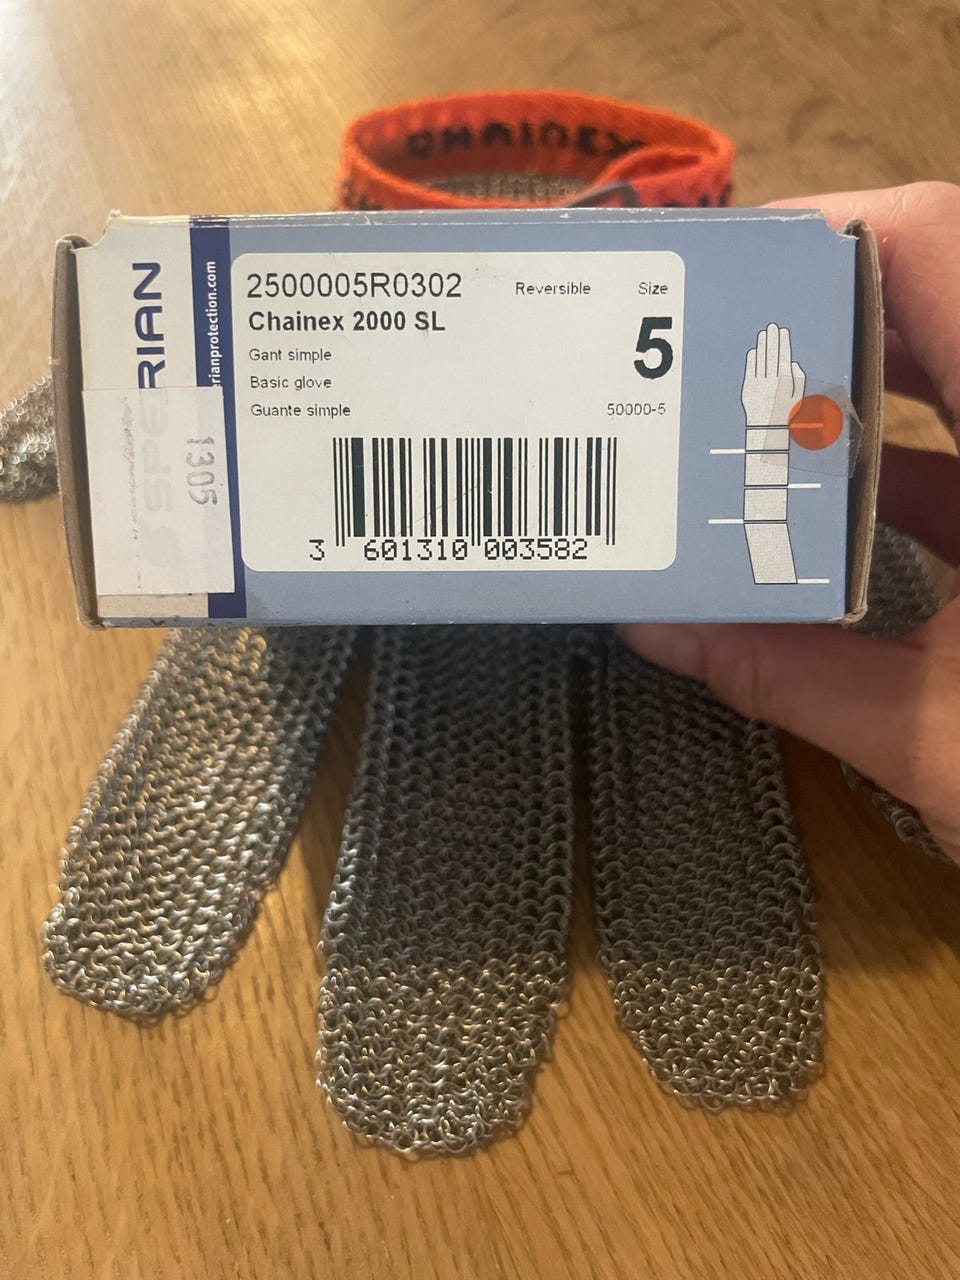 CHAINEX
SPERIAN
erianprotection.com
1305
2500005R0302
Reversible
Size
Chainex 2000 SL
5
Gant simple
Basic glove
Guante simple
50000-5
3 601310 003582